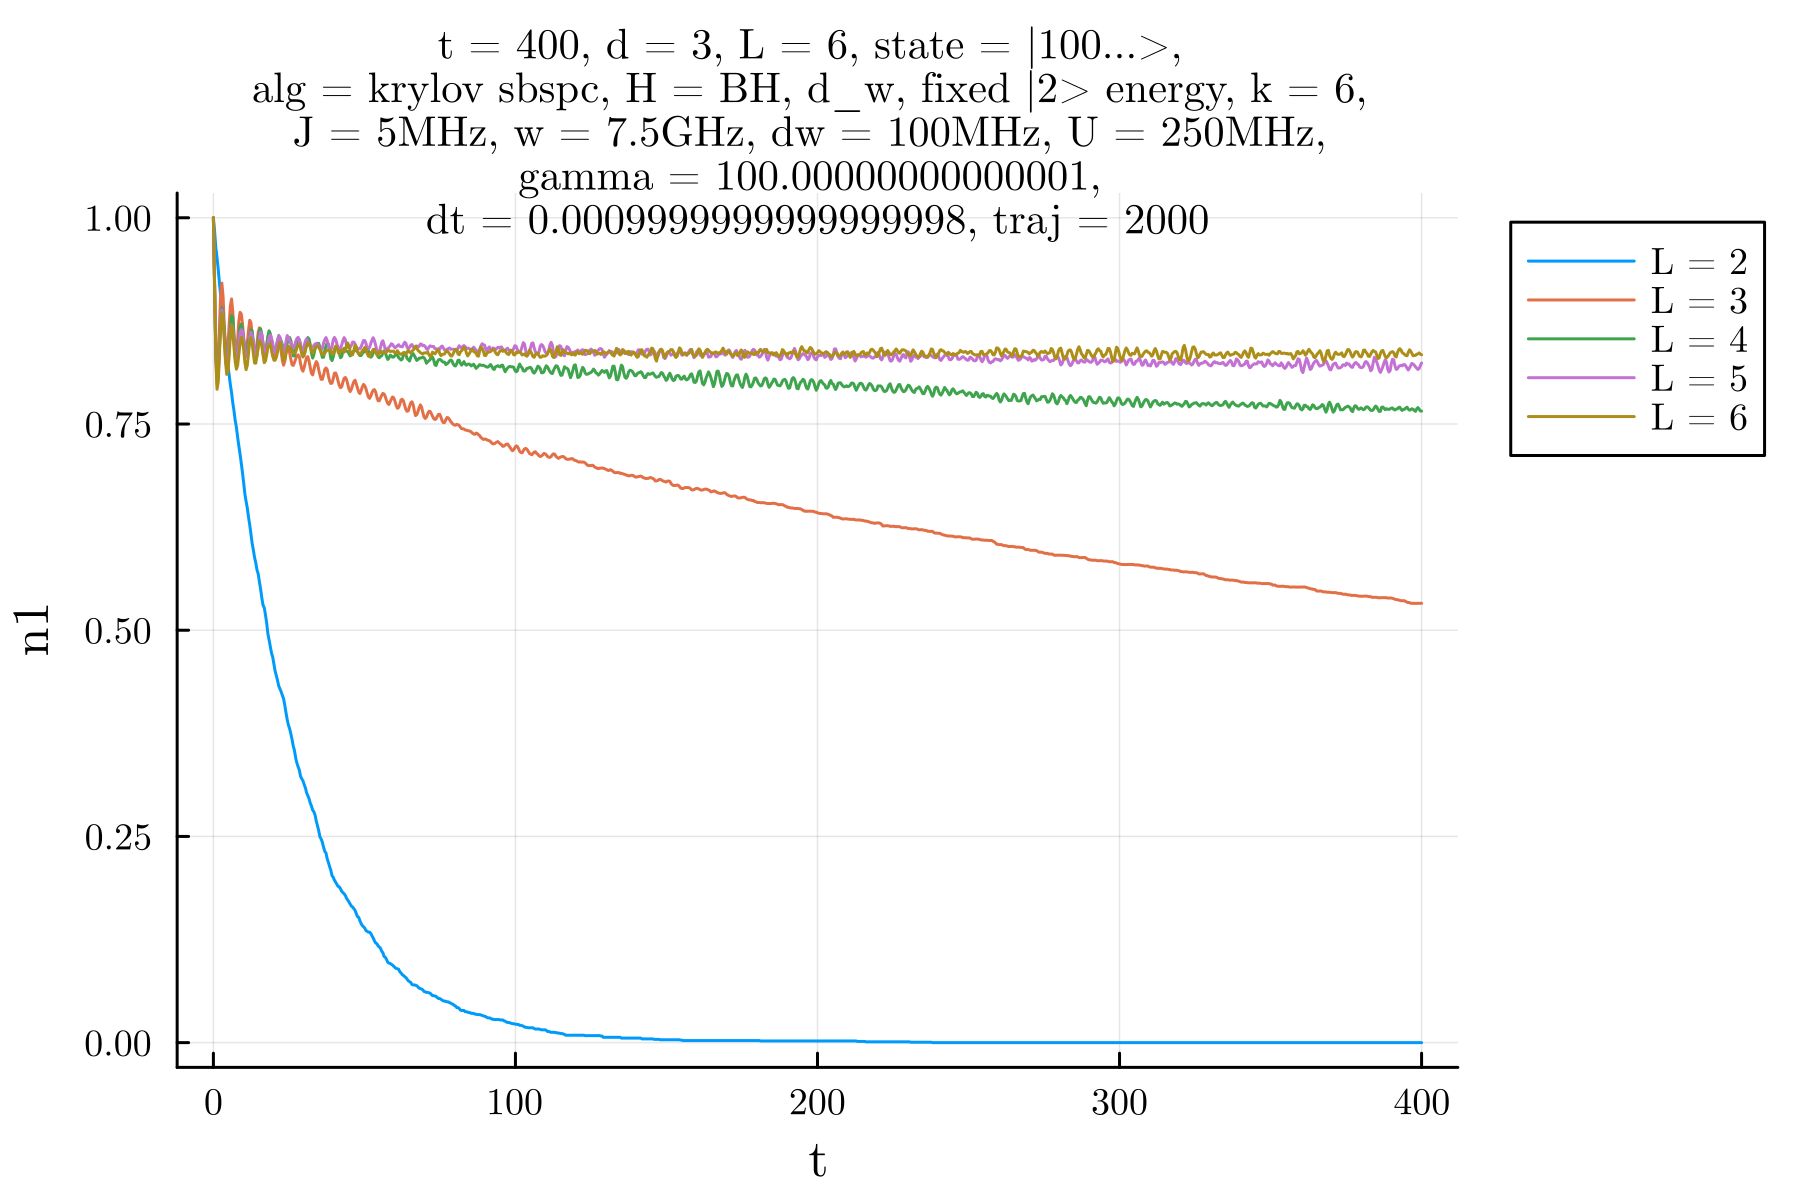 t = 400, d = 3, L = 6, state = |100...>,
alg = krylov sbspc, H = BH, d_w, fixed |2> energy, k = 6,
J = 5MHz, w = 7.5GHz, dw = 100MHz, U = 250MHz,
gamma = 100.00000000000001,
dt = 0.0009999999999999998, traj = 2000
1.00
0.75
0.50
0.25
0.00
n1
0
100
200
300
400
t
L = 2
L = 3
L = 4
L = 5
L = 6